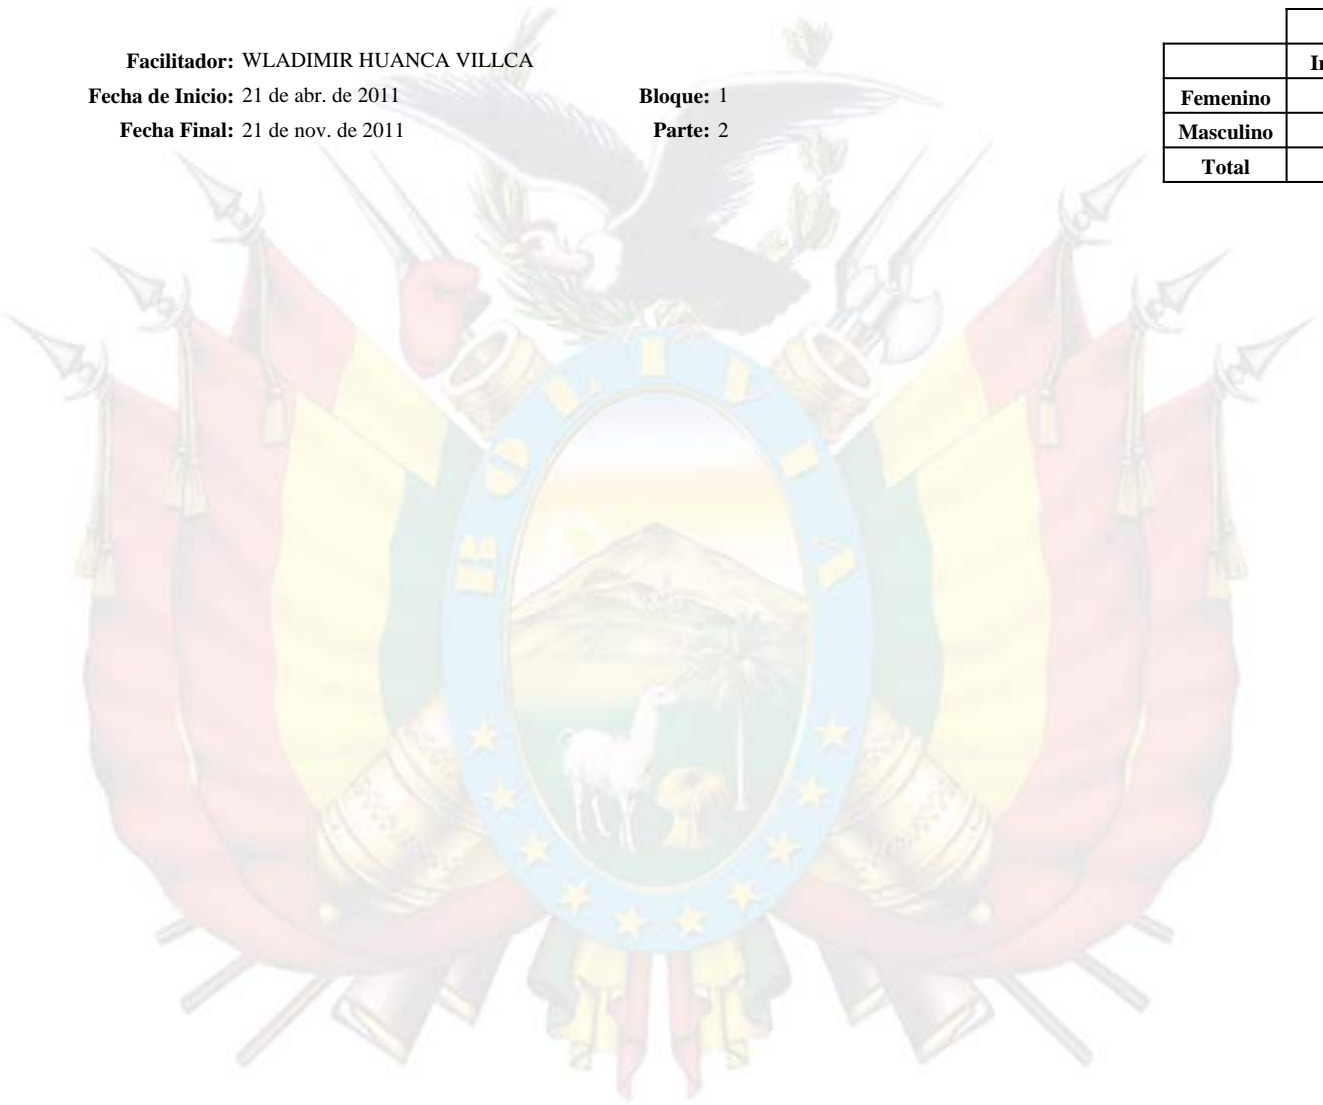 Facilitador: WLADIMIR HUANCA VILLCA
Fecha de Inicio: 21 de abr. de 2011 Bloque: 1
Fecha Final: 21 de nov. de 2011 Parte: 2
Femenino
Masculino
Total
BOLIVIA